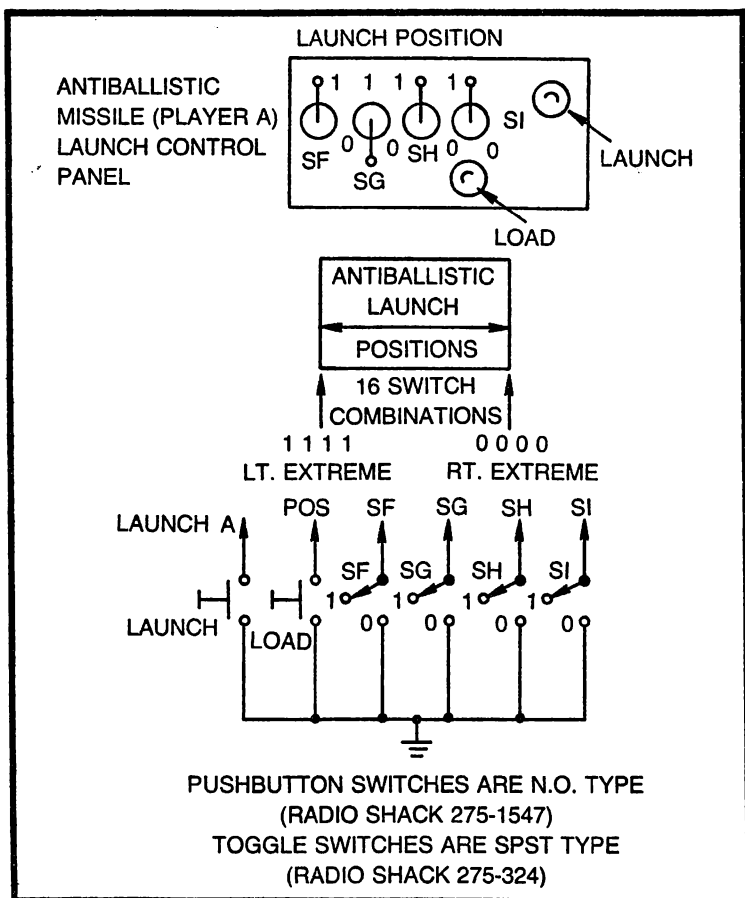 LAUNCH POSITION
ANTIBALLISTIC
MISSILE (PLAYER A)
LAUNCH CONTROL
PANEL
1 1 1 1
0 0 0 0
SF SG SH SI
LAUNCH
LOAD
ANTIBALLISTIC
LAUNCH
POSITIONS
16 SWITCH
COMBINATIONS
1 1 1 1 0 0 0 0
LT. EXTREME RT. EXTREME
LAUNCH A POS SF SG SH SI
SF SG SH SI
1 1 1 1
LAUNCH LOAD 0 0 0 0
PUSHBUTTON SWITCHES ARE N.O. TYPE
(RADIO SHACK 275-1547)
TOGGLE SWITCHES ARE SPST TYPE
(RADIO SHACK 275-324)